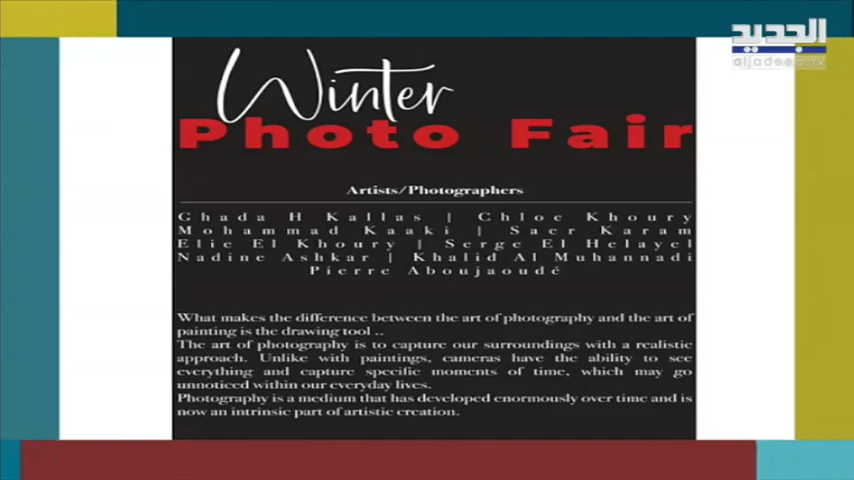 الجديد
aljadeed.tv
Winter
Photo Fair
Artists/Photographers
Ghada H Kallas | Chloe Khoury
Mohammad Kaaki | Saer Karam
Elie El Khoury | Serge El Helayel
Nadine Ashkar | Khalid Al Muhannadi
Pierre Aboujaoudé
What makes the difference between the art of photography and the art of
painting is the drawing tool ..
The art of photography is to capture our surroundings with a realistic
approach. Unlike with paintings, cameras have the ability to see
everything and capture specific moments of time, which may go
unnoticed within our everyday lives.
Photography is a medium that has developed enormously over time and is
now an intrinsic part of artistic creation.